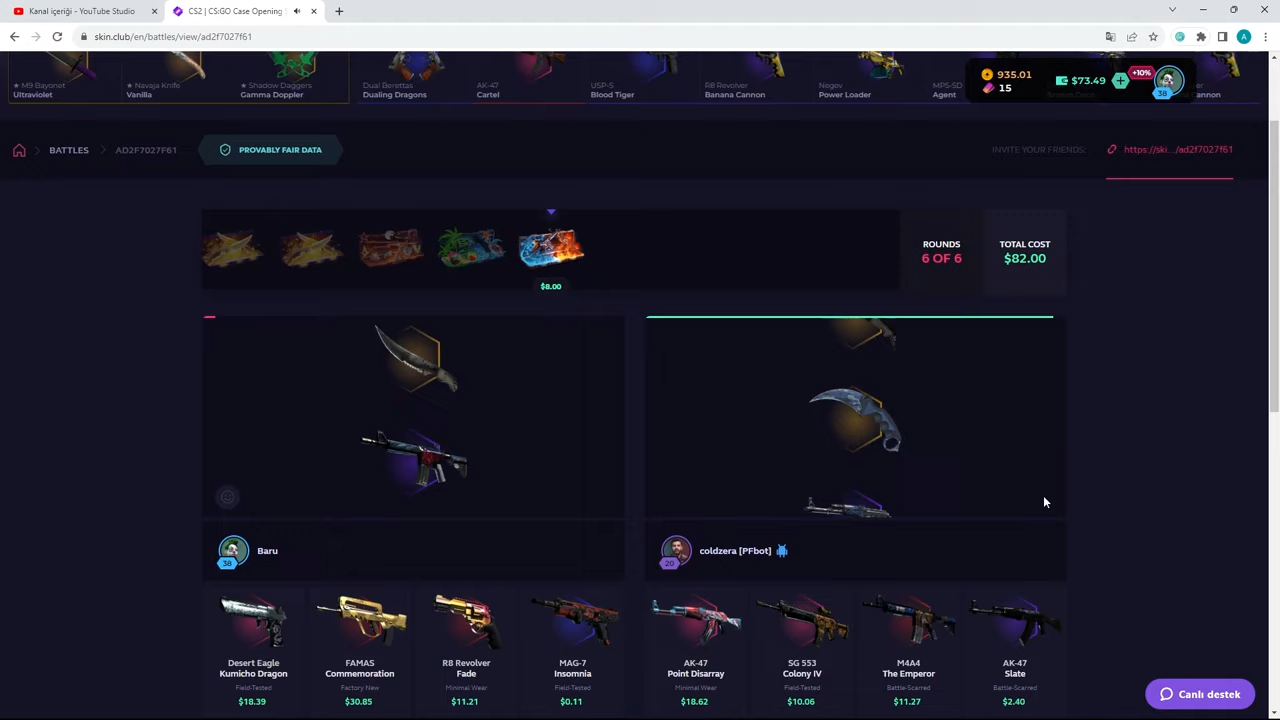 Kanal içeriği - YouTube Studio
CS2 | CS:GO Case Opening S
skin.club/en/battles/view/ad2f7027f61
A
★ M9 Bayonet
Ultraviolet
★ Navaja Knife
Vanilla
★ Shadow Daggers
Gamma Doppler
Dual Berettas
Dualing Dragons
AK-47
Cartel
USP-S
Blood Tiger
R8 Revolver
Banana Cannon
Negev
Power Loader
MP5-SD
Agent
935.01
15
$73.49
+10%
38
BATTLES
AD2F7027F61
PROVABLY FAIR DATA
INVITE YOUR FRIENDS:
https://ski.../ad2f7027f61
$8.00
ROUNDS
6 OF 6
TOTAL COST
$82.00
38
Baru
20
coldzera [PFbot]
Desert Eagle
Kumicho Dragon
Field-Tested
$18.39
FAMAS
Commemoration
Factory New
$30.85
R8 Revolver
Fade
Minimal Wear
$11.21
MAG-7
Insomnia
Field-Tested
$0.11
AK-47
Point Disarray
Minimal Wear
$18.62
SG 553
Colony IV
Field-Tested
$10.06
M4A4
The Emperor
Battle-Scarred
$11.27
AK-47
Slate
Battle-Scarred
$2.40
Canlı destek